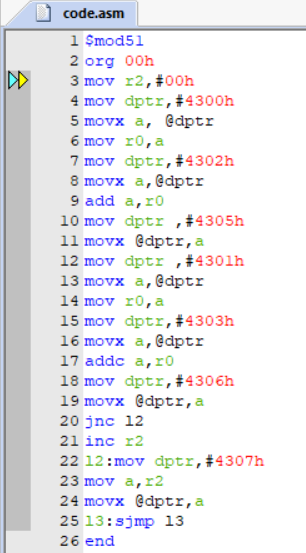 code.asm
1 $mod51
2 org 00h
3 mov r2,#00h
4 mov dptr,#4300h
5 movx a, @dptr
6 mov r0,a
7 mov dptr,#4302h
8 movx a,@dptr
9 add a,r0
10 mov dptr ,#4305h
11 movx @dptr,a
12 mov dptr ,#4301h
13 movx a,@dptr
14 mov r0,a
15 mov dptr,#4303h
16 movx a,@dptr
17 addc a,r0
18 mov dptr,#4306h
19 movx @dptr,a
20 jnc l2
21 inc r2
22 l2:mov dptr,#4307h
23 mov a,r2
24 movx @dptr,a
25 l3:sjmp l3
26 end